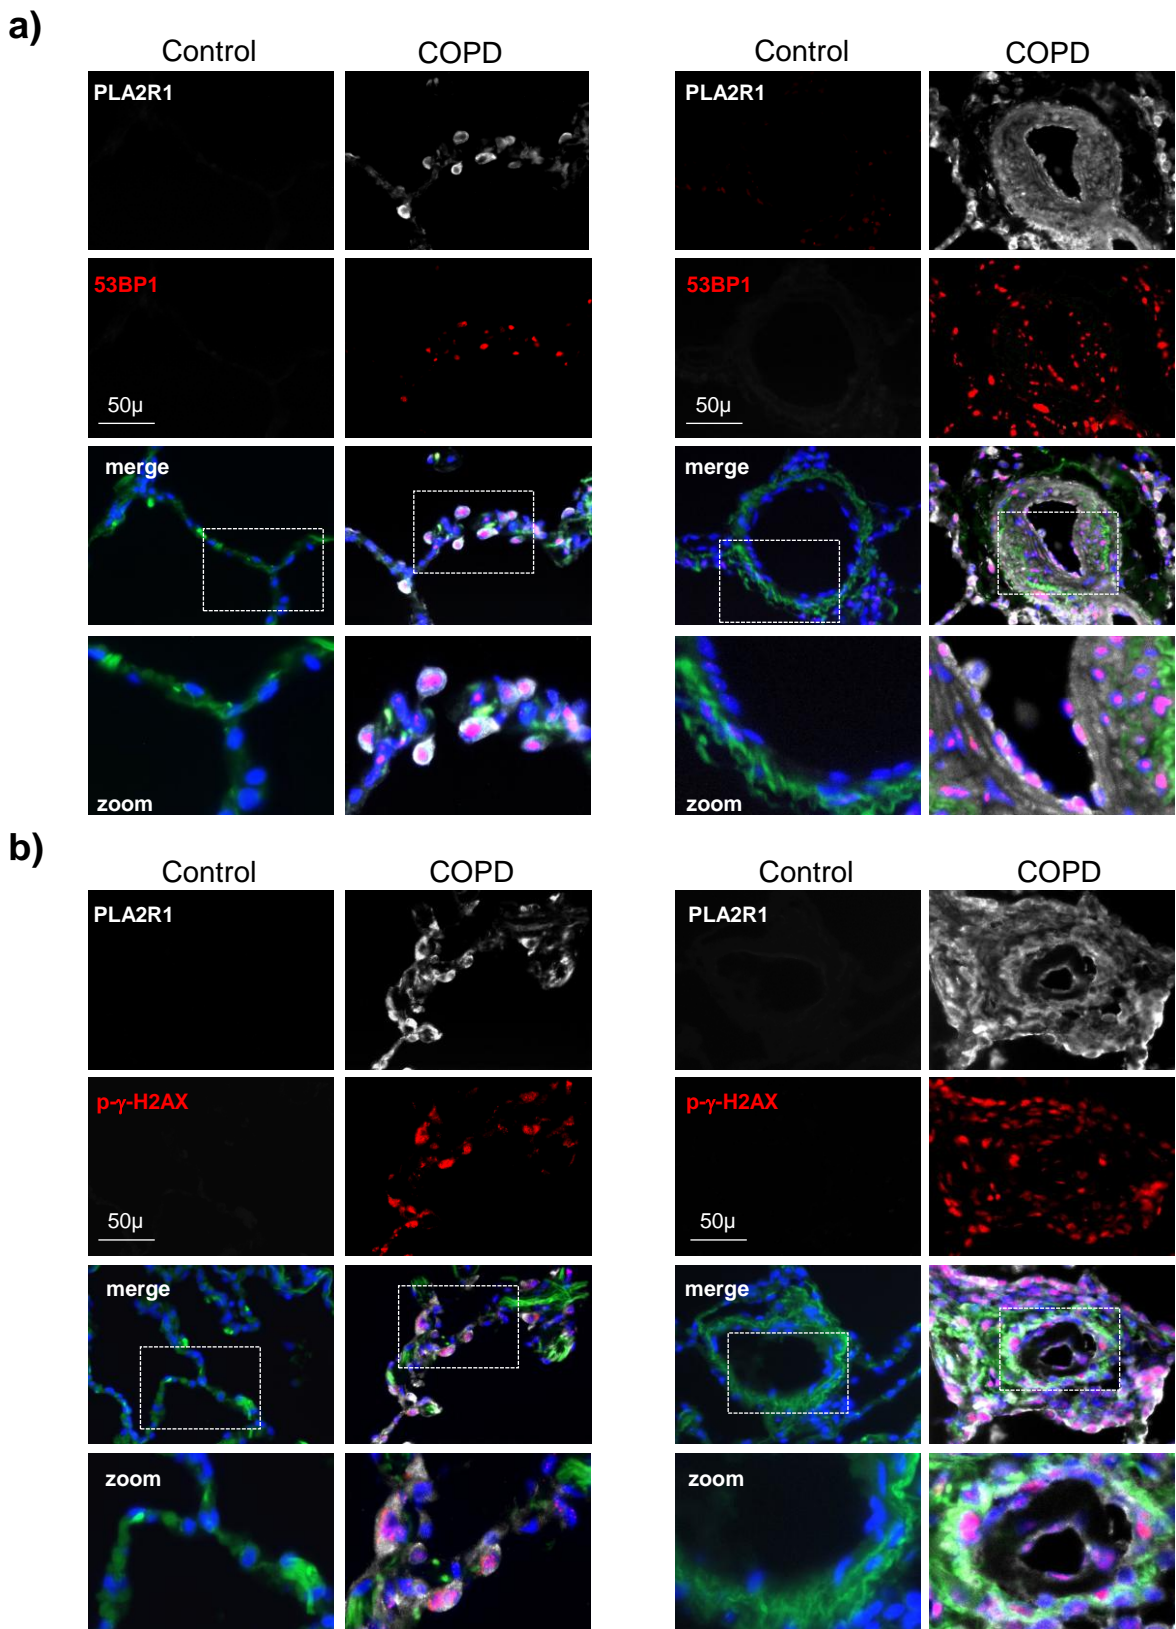 a)
Control COPD Control COPD
PLA2R1 PLA2R1
53BP1 53BP1
50µ 50µ
merge merge
zoom zoom
b)
Control COPD Control COPD
PLA2R1 PLA2R1
p-γ-H2AX p-γ-H2AX
50µ 50µ
merge merge
zoom zoom